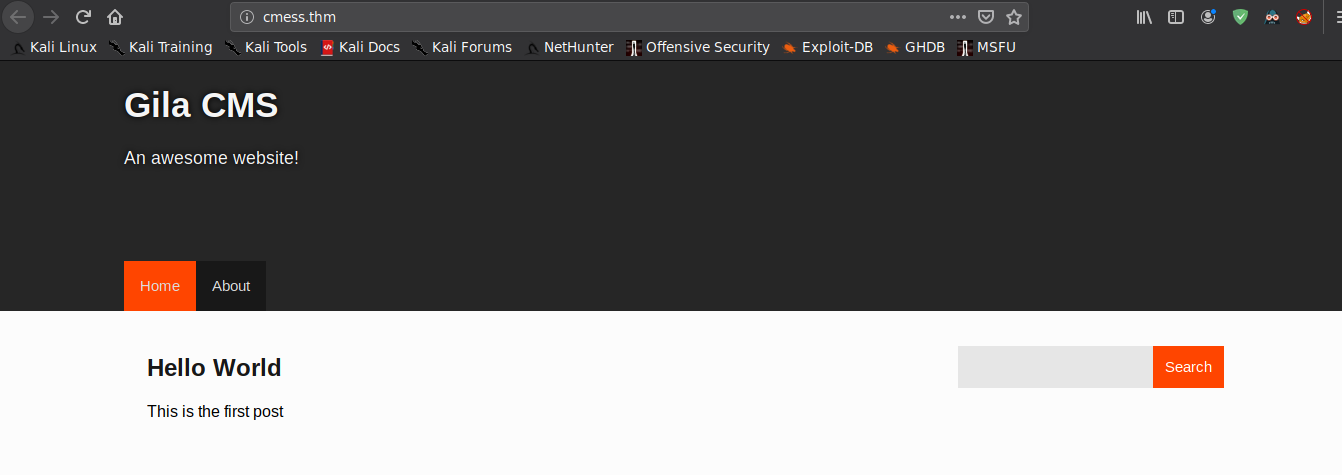 cmess.thm
Kali Linux Kali Training Kali Tools Kali Docs Kali Forums NetHunter Offensive Security Exploit-DB GHDB MSFU
Gila CMS
An awesome website!
Home About
Hello World
Search
This is the first post